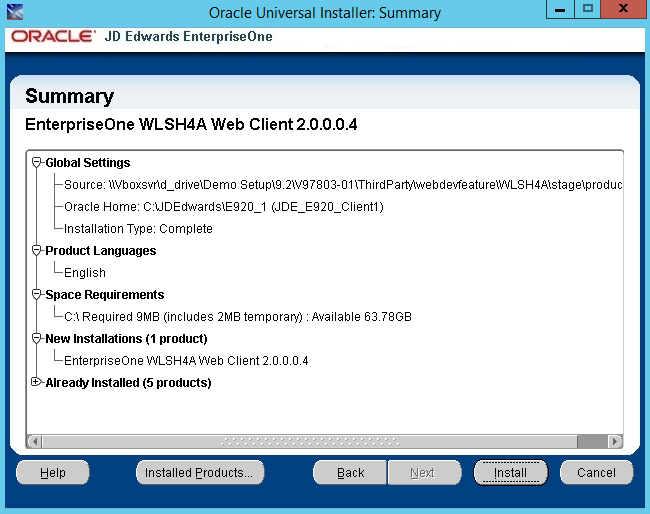 Oracle Universal Installer: Summary
ORACLE JD Edwards EnterpriseOne
Summary
EnterpriseOne WLSH4A Web Client 2.0.0.0.4
Global Settings
Source: \\Vboxsvr\d_drive\Demo Setup\9.2\V97803-01\ThirdParty\webdevfeature\WLSH4A\stage\produc
Oracle Home: C:\JDEdwards\E920_1 (JDE_E920_Client1)
Installation Type: Complete
Product Languages
English
Space Requirements
C:\ Required 9MB (includes 2MB temporary) : Available 63.78GB
New Installations (1 product)
EnterpriseOne WLSH4A Web Client 2.0.0.0.4
Already Installed (5 products)
Help Installed Products... Back Next Install Cancel